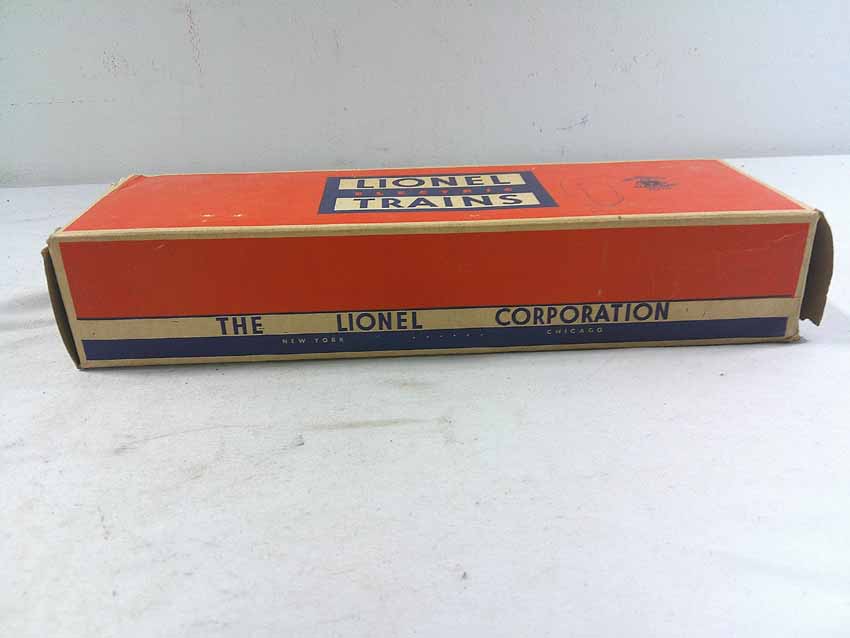 LIONEL
ELECTRIC
TRAINS
THE LIONEL CORPORATION
NEW YORK CHICAGO